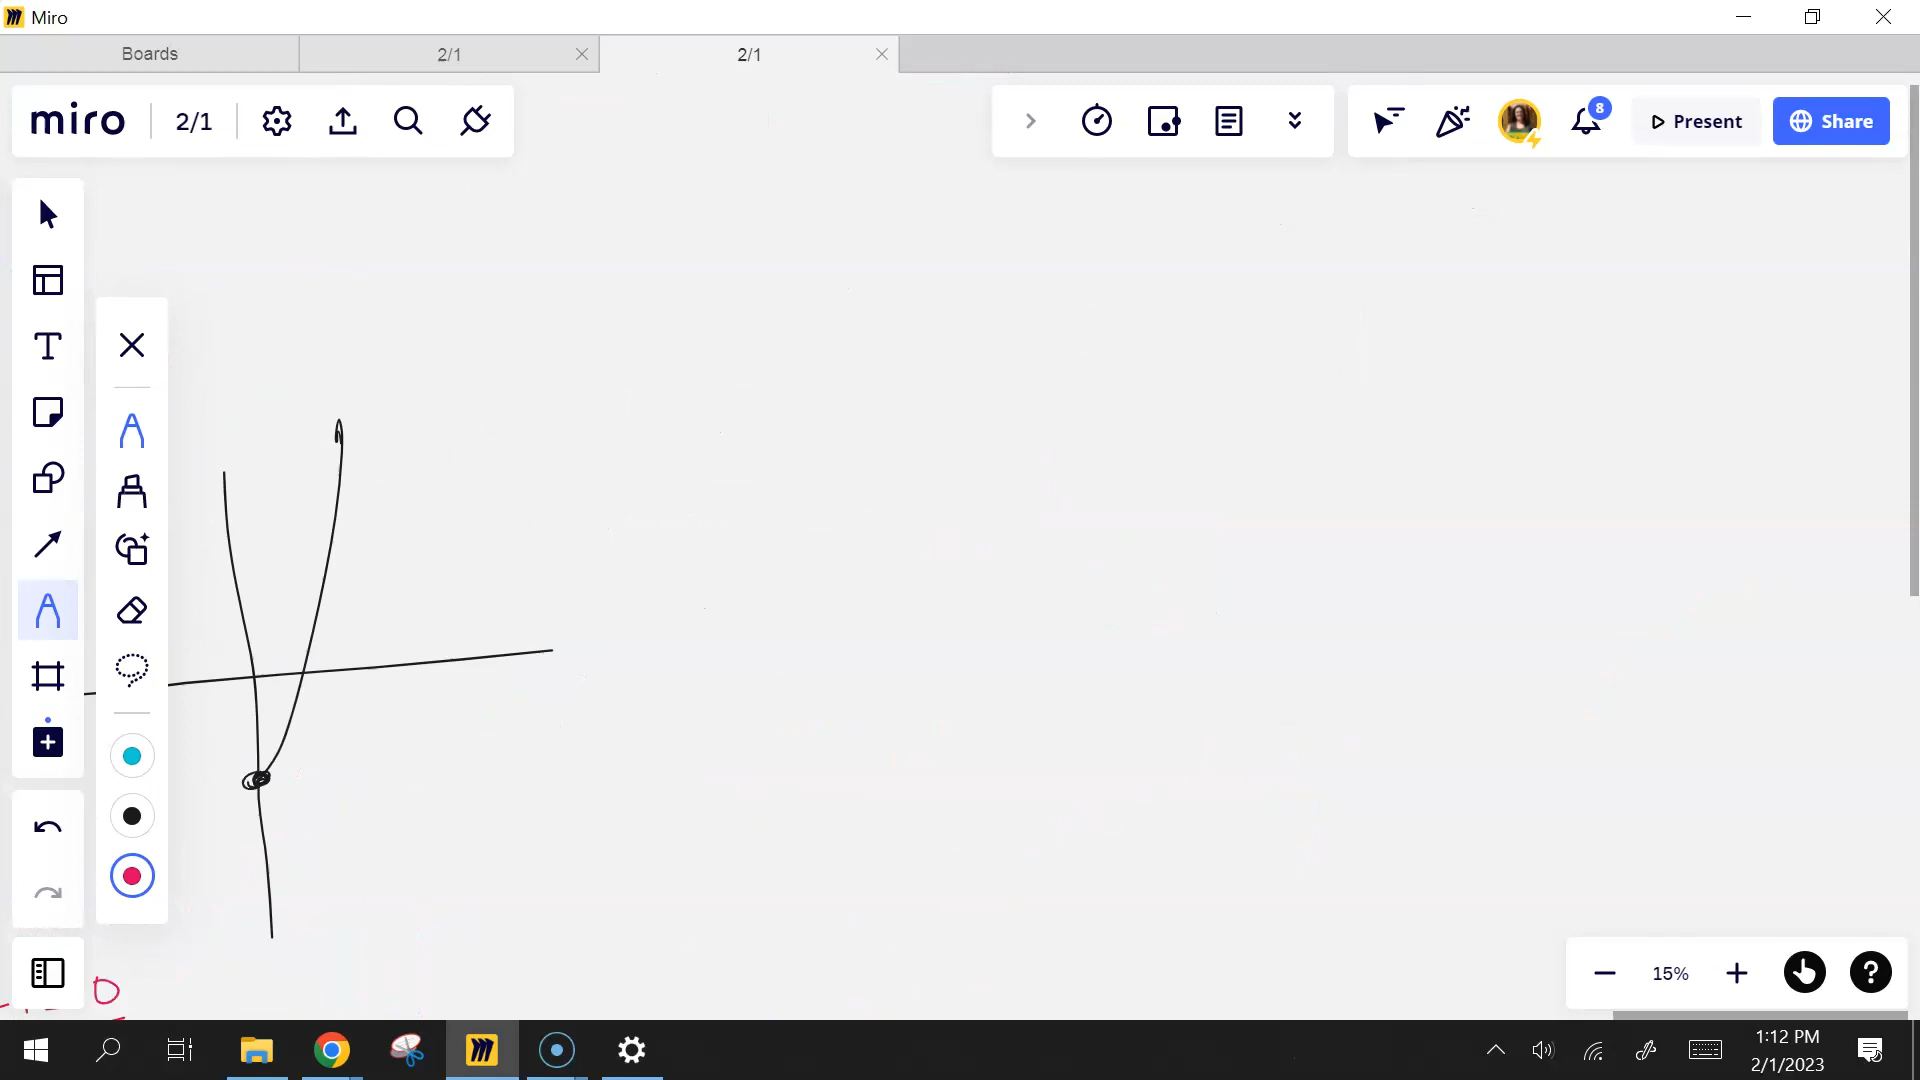 Miro
Boards
2/1
2/1
miro
2/1
8
Present
Share
D
15%
1:12 PM
2/1/2023